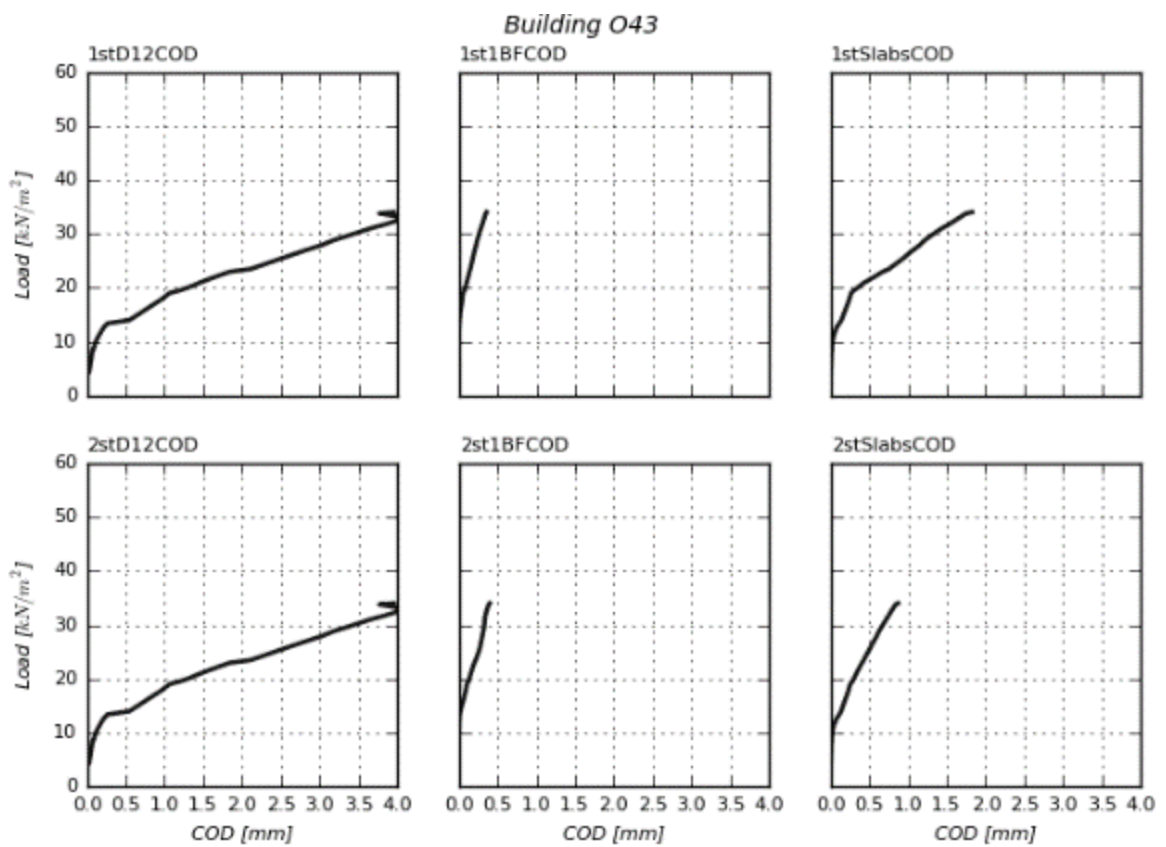 Building O43
1stD12COD
1st1BFCOD
1stSlabsCOD
60
50
40
30
20
10
0
Load [kN/m²]
2stD12COD
2st1BFCOD
2stSlabsCOD
60
50
40
30
20
10
0
Load [kN/m²]
0.0 0.5 1.0 1.5 2.0 2.5 3.0 3.5 4.0
0.0 0.5 1.0 1.5 2.0 2.5 3.0 3.5 4.0
0.0 0.5 1.0 1.5 2.0 2.5 3.0 3.5 4.0
COD [mm]
COD [mm]
COD [mm]